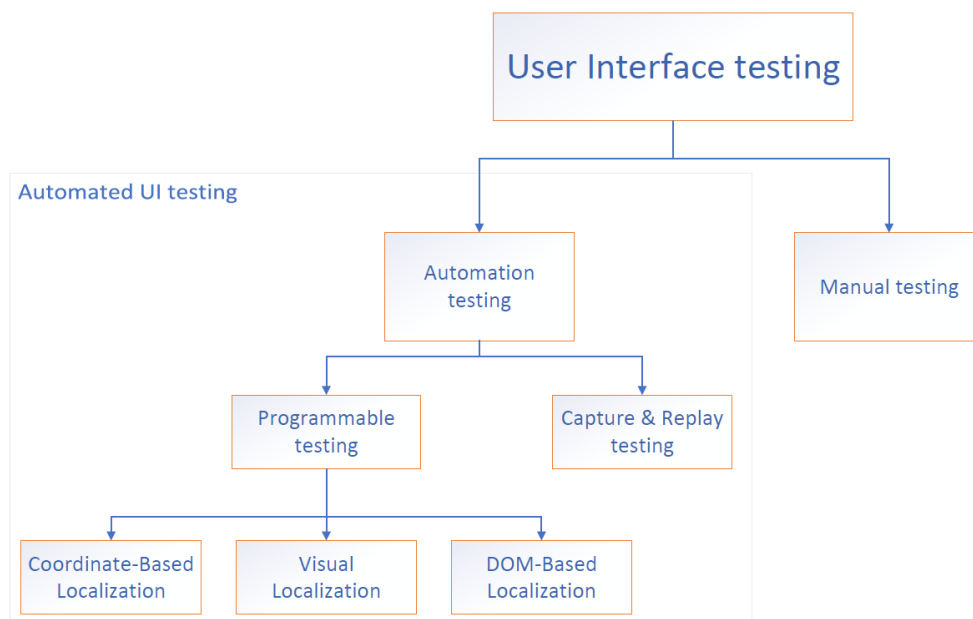 User Interface testing
Automated UI testing
Automation
testing
Manual testing
Programmable
testing
Capture & Replay
testing
Coordinate-Based
Localization
Visual
Localization
DOM-Based
Localization